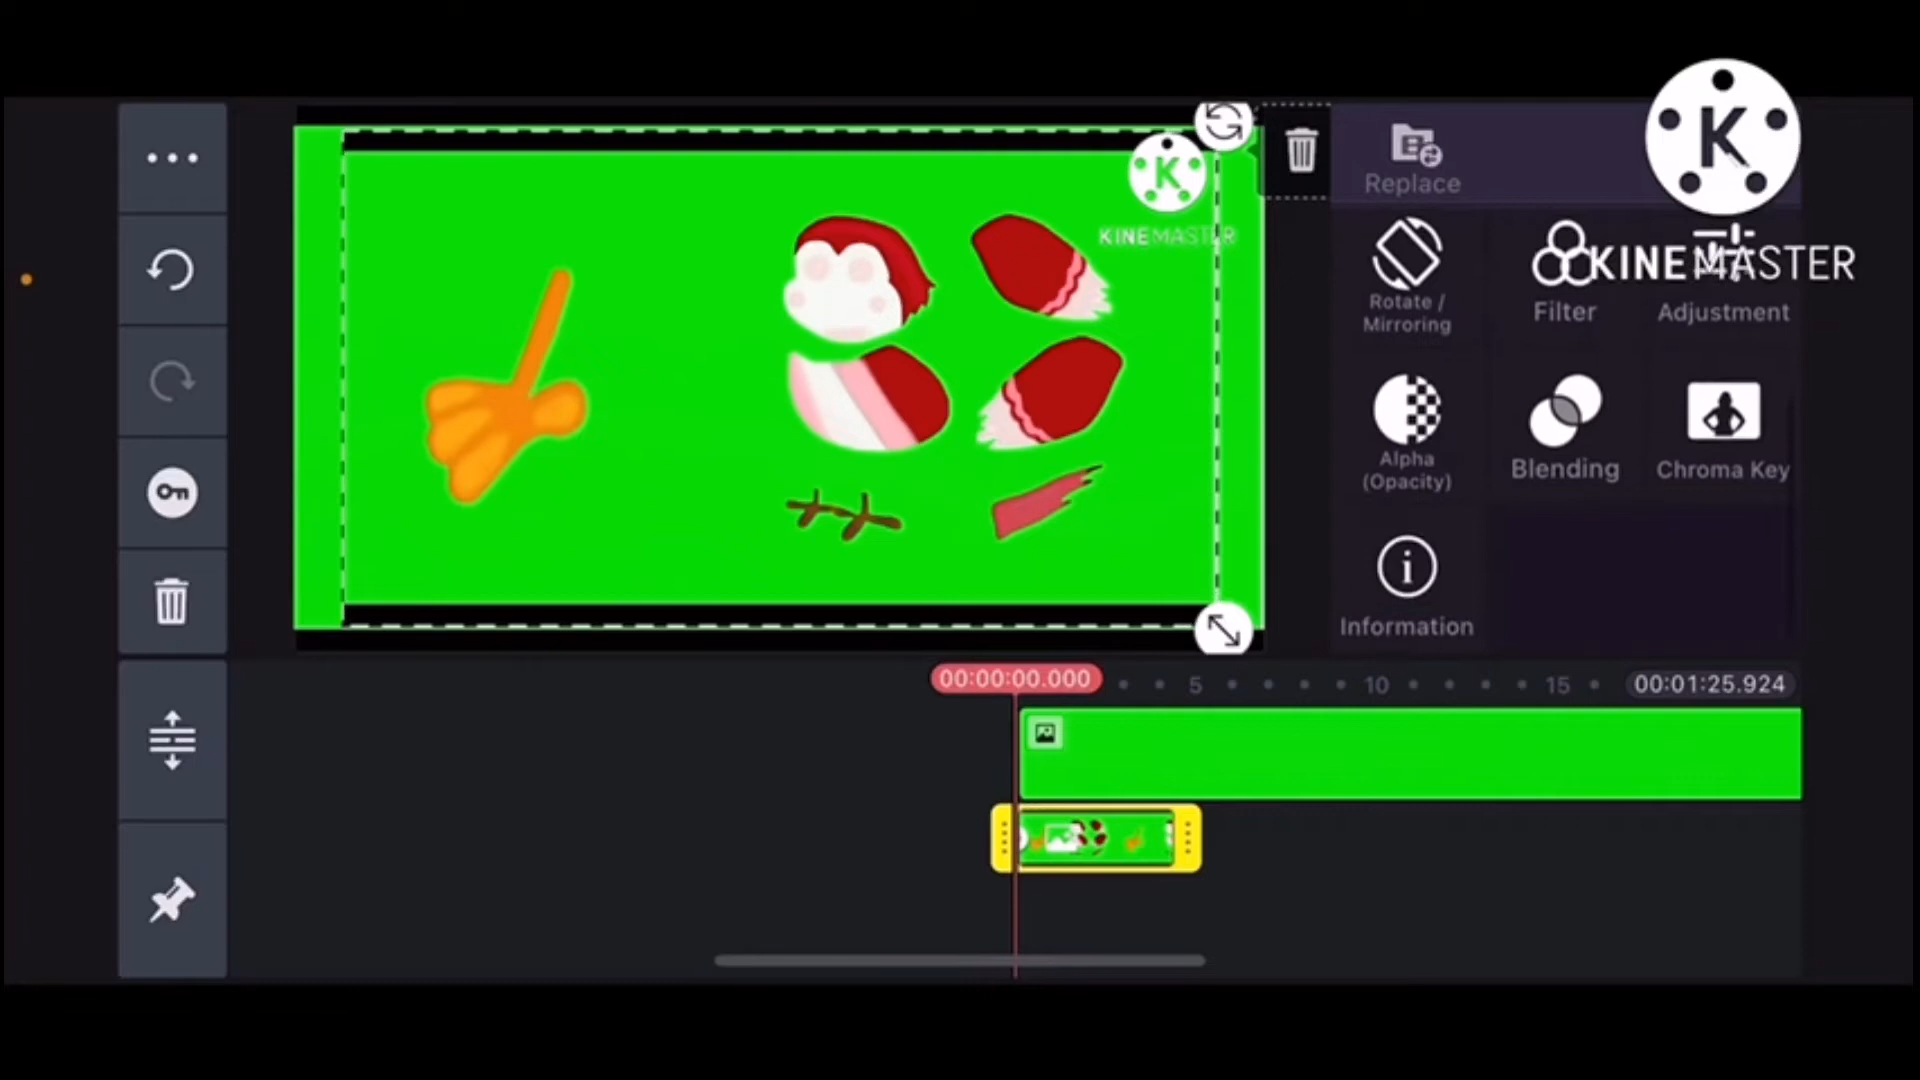 K
KINEMASTER
Replace
K
KINEMASTER
Rotate /
Mirroring
Filter
Adjustment
Alpha
(Opacity)
Blending
Chroma Key
i
Information
00:00:00.000
5
10
15
00:01:25.924